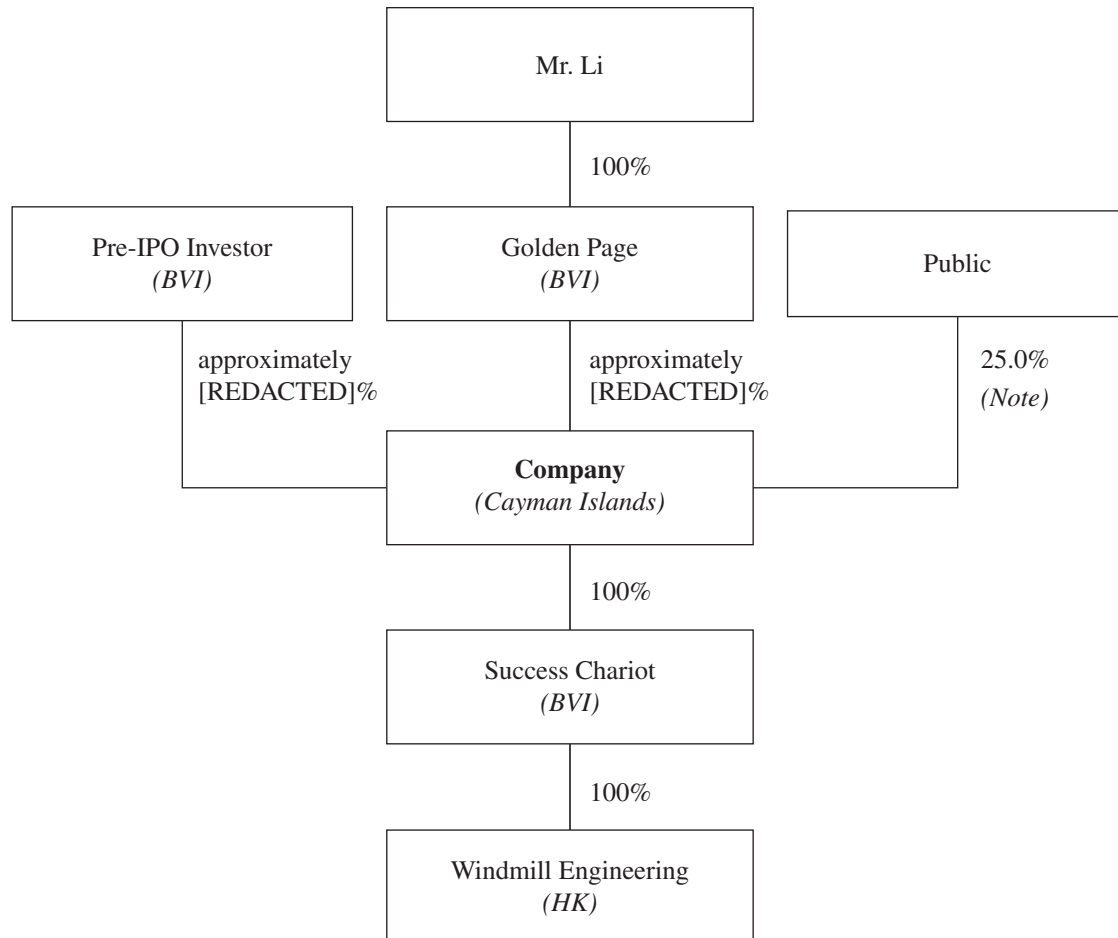 Mr. Li
100%
Pre-IPO Investor
(BVI)
Golden Page
(BVI)
Public
approximately
[REDACTED]%
approximately
[REDACTED]%
25.0%
(Note)
Company
(Cayman Islands)
100%
Success Chariot
(BVI)
100%
Windmill Engineering
(HK)